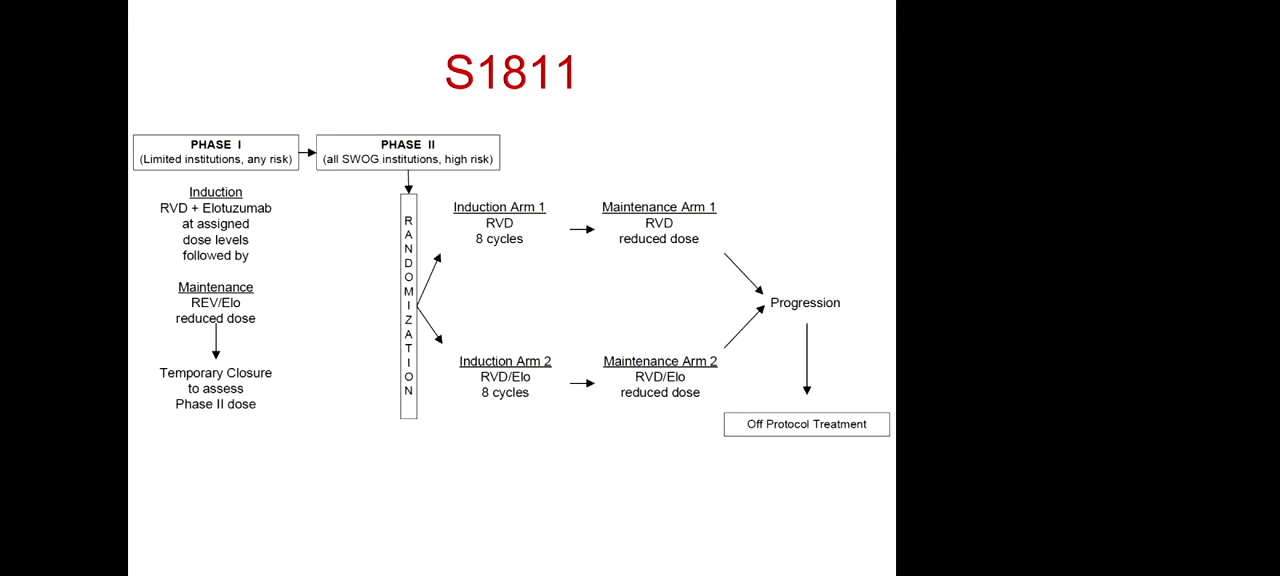 S1811
PHASE I
(Limited institutions, any risk)
PHASE II
(all SWOG institutions, high risk)
Induction
RVD + Elotuzumab
at assigned
dose levels
followed by
Maintenance
REV/Elo
reduced dose
Temporary Closure
to assess
Phase II dose
RANDOMIZATION
Induction Arm 1
RVD
8 cycles
Maintenance Arm 1
RVD
reduced dose
Induction Arm 2
RVD/Elo
8 cycles
Maintenance Arm 2
RVD/Elo
reduced dose
Progression
Off Protocol Treatment